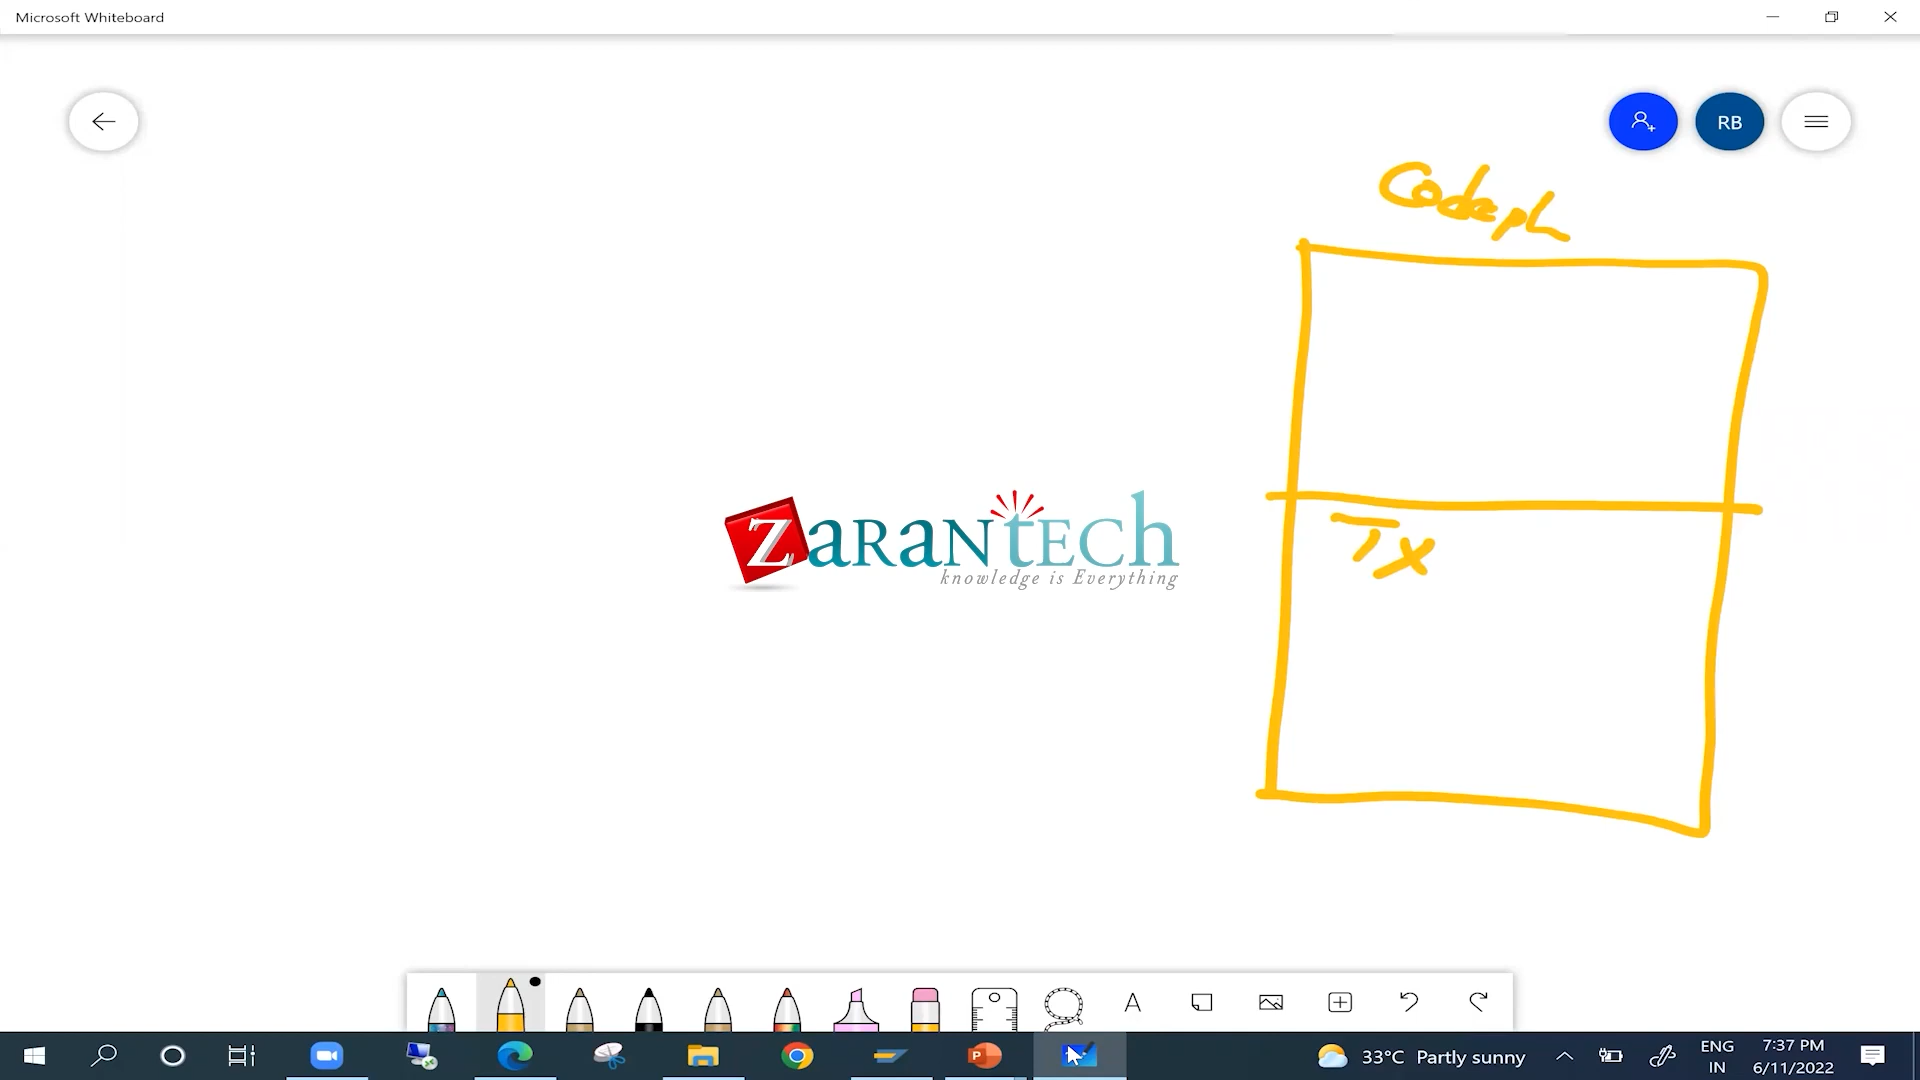 Microsoft Whiteboard
RB
ZaranTech
knowledge is Everything
TX
A
33°C Partly sunny
ENG
IN
7:37 PM
6/11/2022